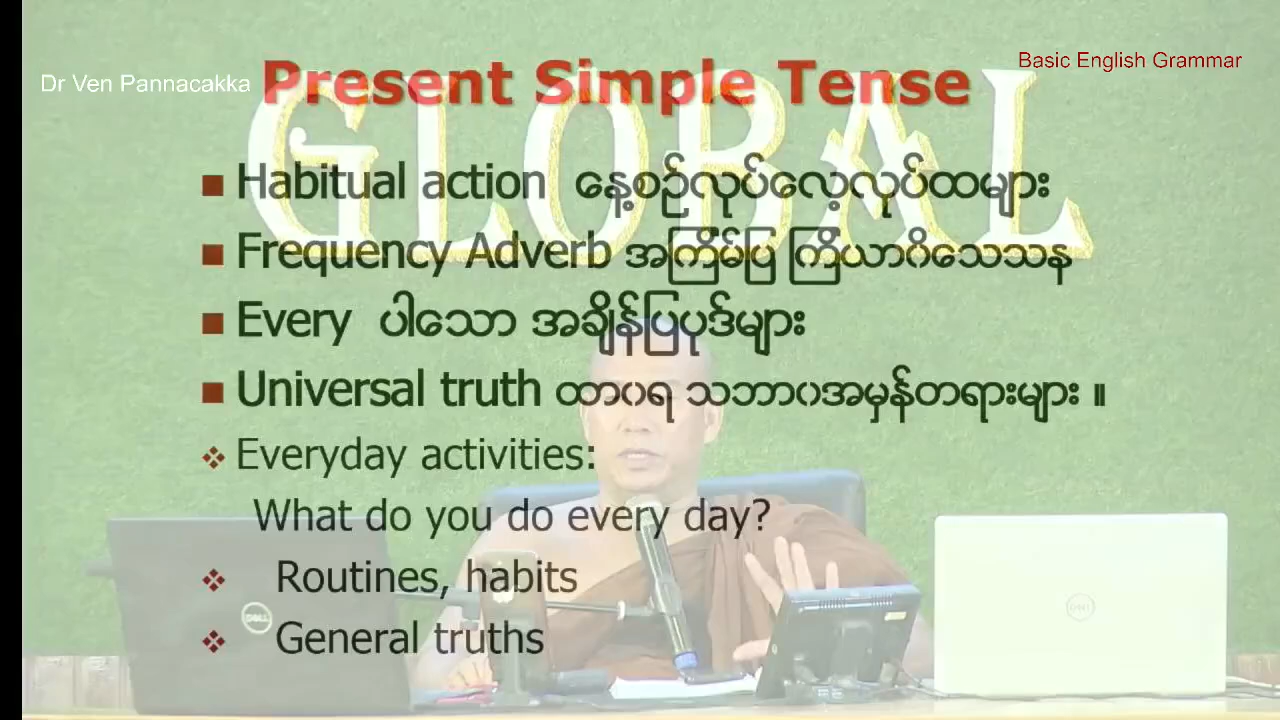 Dr Ven Pannacakka
Present Simple Tense
Basic English Grammar
GLOBAL
Habitual action နေ့စဉ်လုပ်လေ့လုပ်ထများ
Frequency Adverb အကြိမ်ပြ ကြိယာဝိသေသန
Every ပါသော အချိန်ပြပုဒ်များ
Universal truth ထာဝရ သဘာဝအမှန်တရားများ ။
Everyday activities:
What do you do every day?
Routines, habits
General truths
DELL
DELL